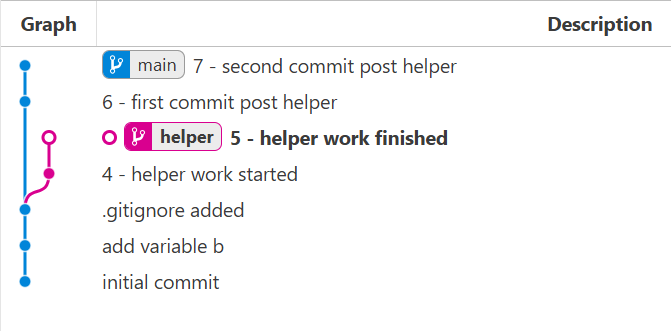 Graph Description
main 7 - second commit post helper
6 - first commit post helper
helper 5 - helper work finished
4 - helper work started
.gitignore added
add variable b
initial commit